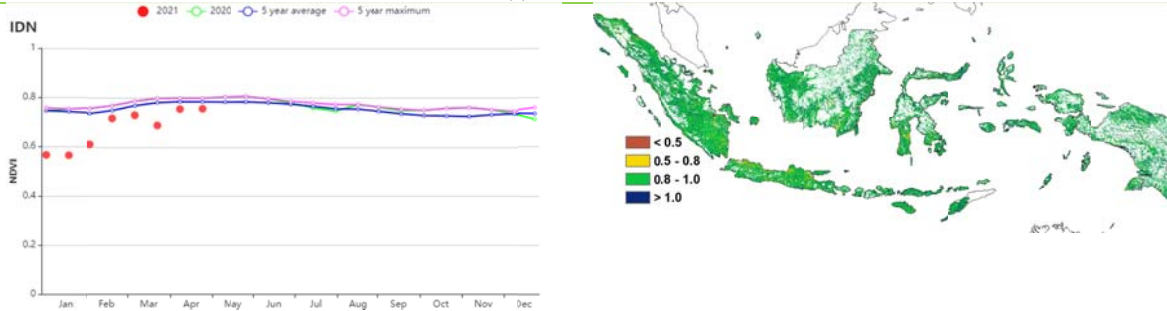 2021 2020 5 year average 5 year maximum
IDN
1
0.8
0.6
0.4
0.2
0
NDVI
Jan Feb Mar Apr May Jun Jul Aug Sep Oct Nov Dec
< 0.5
0.5 - 0.8
0.8 - 1.0
> 1.0